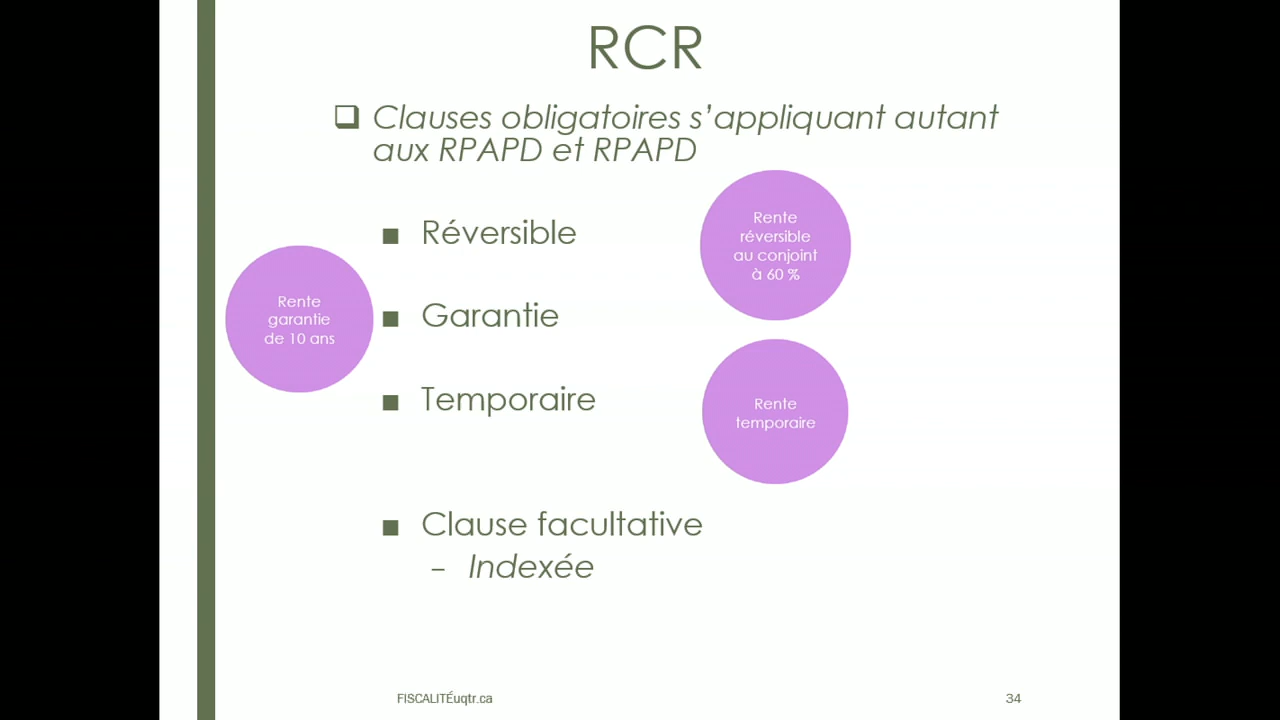 RCR
Clauses obligatoires s’appliquant autant
aux RPAPD et RPAPD
Réversible
Rente
réversible
au conjoint
à 60 %
Garantie
Rente
garantie
de 10 ans
Temporaire
Rente
temporaire
Clause facultative
– Indexée
FISCALITÉuqtr.ca
34